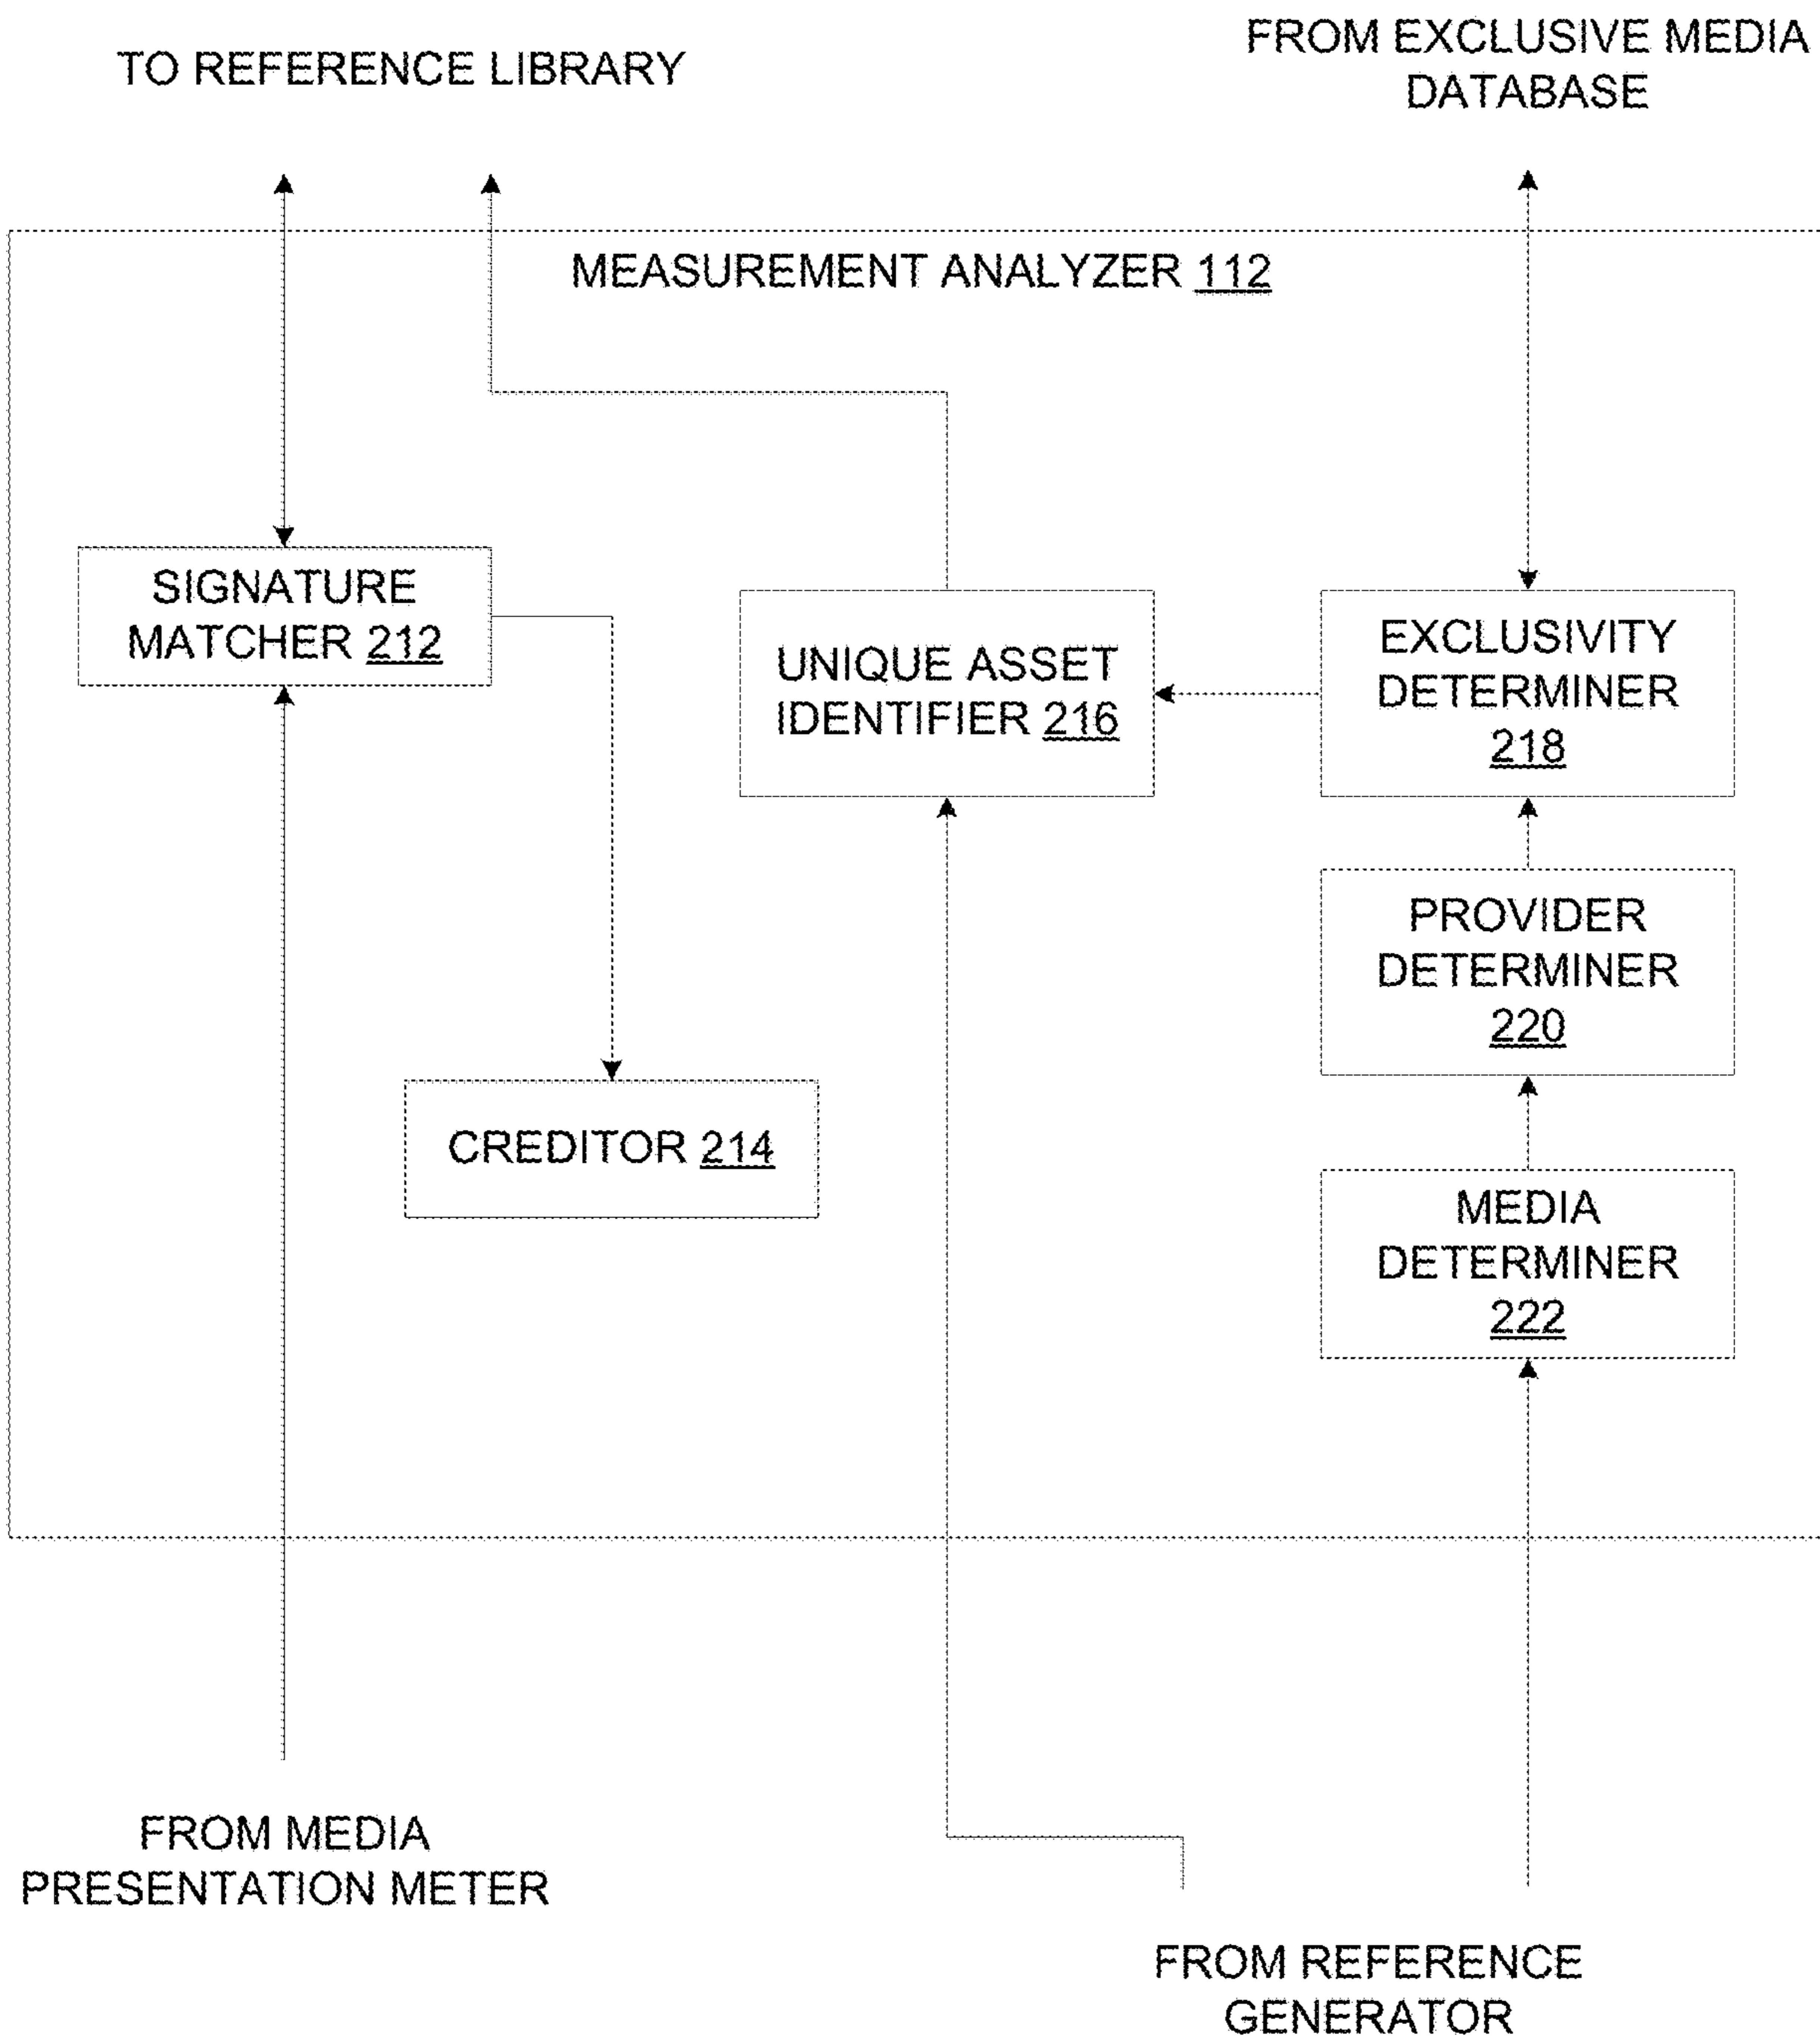 TO REFERENCE LIBRARY
FROM EXCLUSIVE MEDIA
DATABASE
MEASUREMENT ANALYZER 112
SIGNATURE
MATCHER 212
UNIQUE ASSET
IDENTIFIER 216
EXCLUSIVITY
DETERMINER
218
PROVIDER
DETERMINER
220
CREDITOR 214
MEDIA
DETERMINER
222
FROM MEDIA
PRESENTATION METER
FROM REFERENCE
GENERATOR